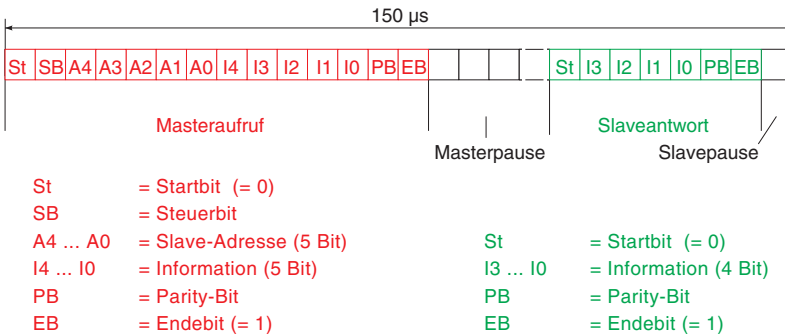 150 µs
St SB A4 A3 A2 A1 A0 I4 I3 I2 I1 I0 PB EB St I3 I2 I1 I0 PB EB
Masteraufruf Slaveantwort
Masterpause Slavepause
St = Startbit (= 0)
SB = Steuerbit
A4 ... A0 = Slave-Adresse (5 Bit) St = Startbit (= 0)
I4 ... I0 = Information (5 Bit) I3 ... I0 = Information (4 Bit)
PB = Parity-Bit PB = Parity-Bit
EB = Endebit (= 1) EB = Endebit (= 1)